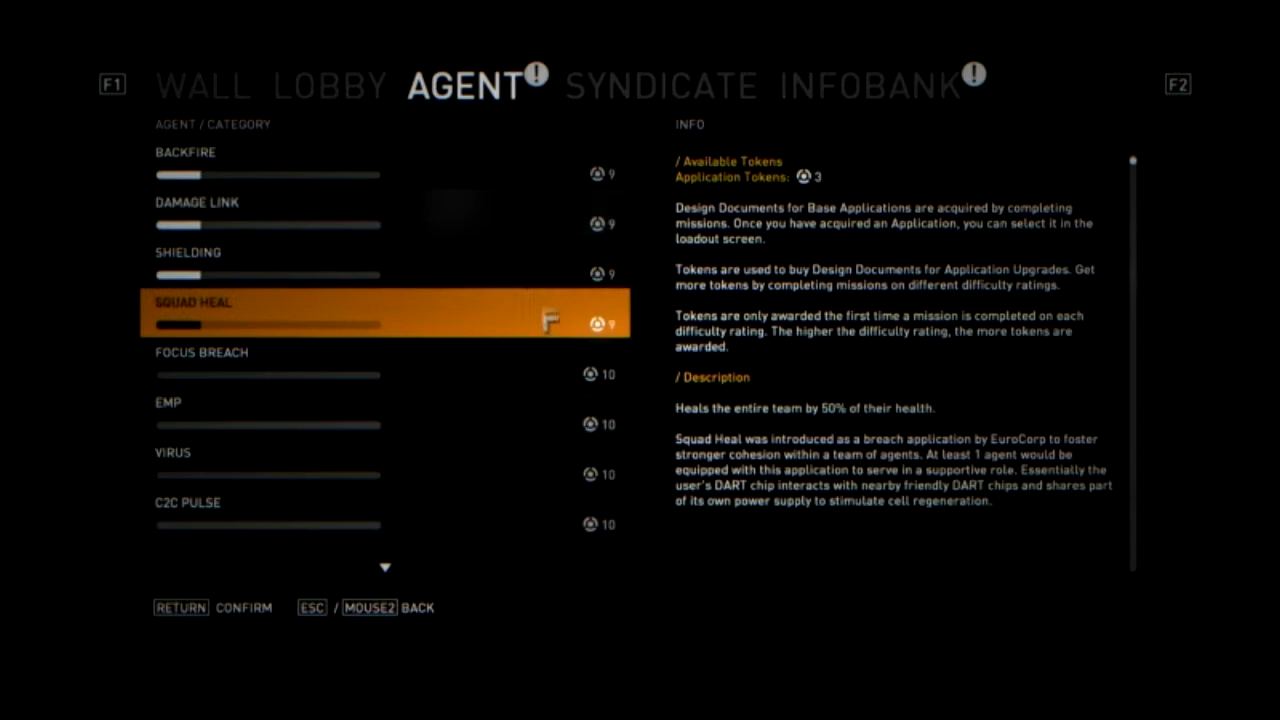 F1
WALL LOBBY AGENT! SYNDICATE INFOBANK!
F2
AGENT / CATEGORY
BACKFIRE
9
DAMAGE LINK
9
SHIELDING
9
SQUAD HEAL
9
FOCUS BREACH
10
EMP
10
VIRUS
10
C2C PULSE
10
RETURN CONFIRM ESC / MOUSE2 BACK
INFO
/ Available Tokens
Application Tokens: 3
Design Documents for Base Applications are acquired by completing
missions. Once you have acquired an Application, you can select it in the
loadout screen.
Tokens are used to buy Design Documents for Application Upgrades. Get
more tokens by completing missions on different difficulty ratings.
Tokens are only awarded the first time a mission is completed on each
difficulty rating. The higher the difficulty rating, the more tokens are
awarded.
/ Description
Heals the entire team by 50% of their health.
Squad Heal was introduced as a breach application by EuroCorp to foster
stronger cohesion within a team of agents. At least 1 agent would be
equipped with this application to serve in a supportive role. Essentially the
user's DART chip interacts with nearby friendly DART chips and shares part
of its own power supply to stimulate cell regeneration.